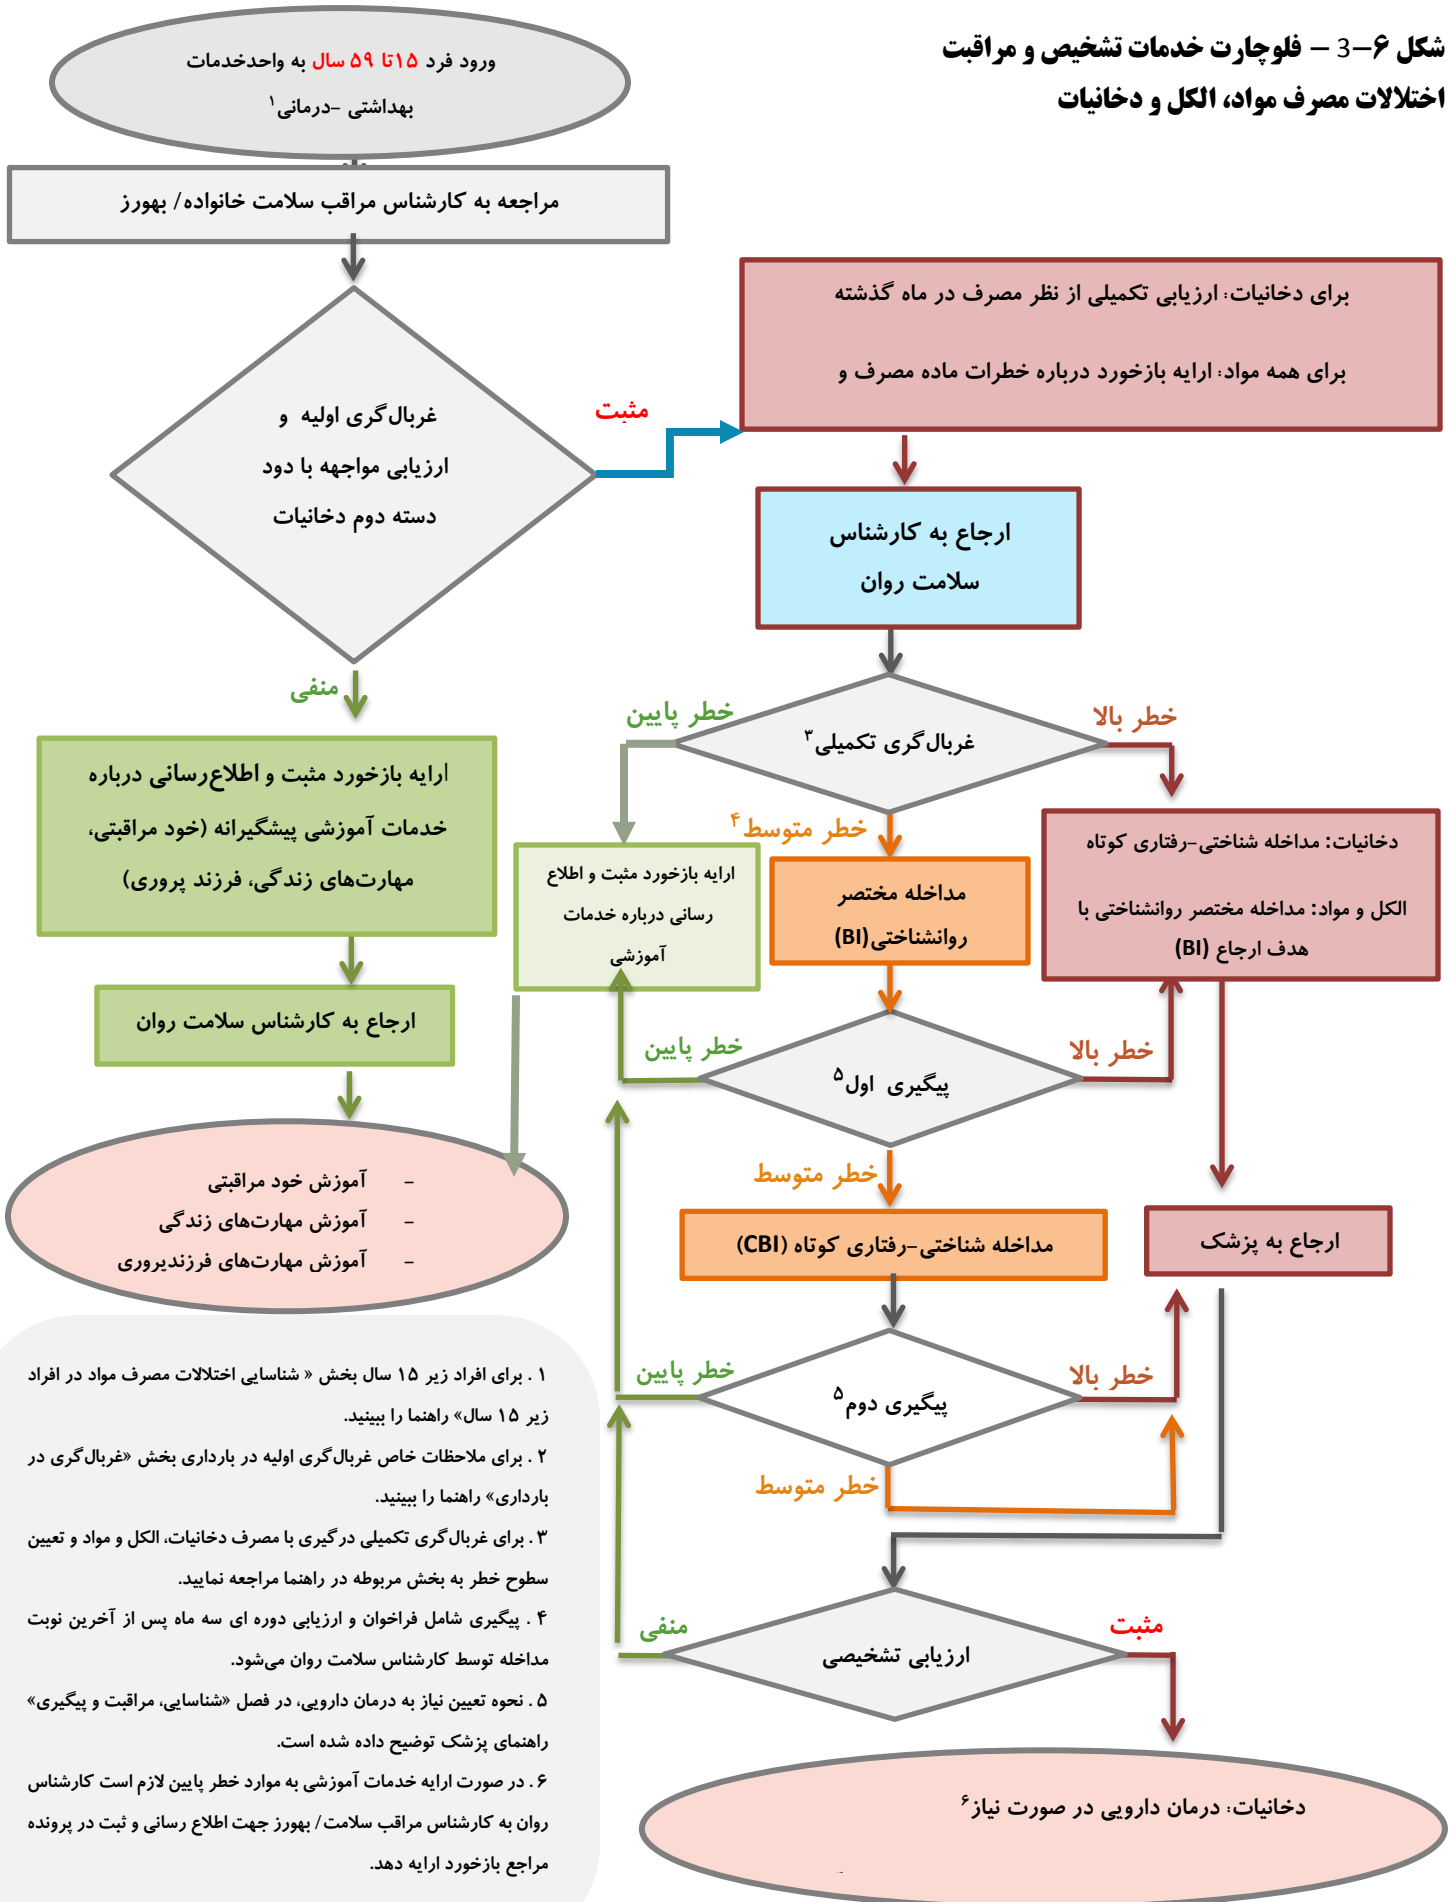 شکل ۶–3 – فلوچارت خدمات تشخیص و مراقبت
اختلالات مصرف مواد، الکل و دخانیات
ورود فرد ۱۵تا ۵۹ سال به واحدخدمات
بهداشتی –درمانی۱
مراجعه به کارشناس مراقب سلامت خانواده/ بهورز
غربال‌گری اولیه و
ارزیابی مواجهه با دود
دسته دوم دخانیات
مثبت
برای دخانیات: ارزیابی تکمیلی از نظر مصرف در ماه گذشته
برای همه مواد: ارایه بازخورد درباره خطرات ماده مصرف و
ارجاع به کارشناس
سلامت روان
منفی
ارایه بازخورد مثبت و اطلاع‌رسانی درباره
خدمات آموزشی پیشگیرانه (خود مراقبتی،
مهارت‌های زندگی، فرزند پروری)
ارجاع به کارشناس سلامت روان
- آموزش خود مراقبتی
- آموزش مهارت‌های زندگی
- آموزش مهارت‌های فرزندپروری
غربال‌گری تکمیلی۳
خطر بالا
خطر پایین
خطر متوسط۴
دخانیات: مداخله شناختی-رفتاری کوتاه
الکل و مواد: مداخله مختصر روانشناختی با
هدف ارجاع (BI)
مداخله مختصر
روانشناختی(BI)
ارایه بازخورد مثبت و اطلاع
رسانی درباره خدمات
آموزشی
پیگیری اول۵
خطر بالا
خطر پایین
خطر متوسط
مداخله شناختی-رفتاری کوتاه (CBI)
ارجاع به پزشک
پیگیری دوم۵
خطر بالا
خطر پایین
خطر متوسط
ارزیابی تشخیصی
مثبت
منفی
دخانیات: درمان دارویی در صورت نیاز۶
۱ . برای افراد زیر ۱۵ سال بخش « شناسایی اختلالات مصرف مواد در افراد
زیر ۱۵ سال» راهنما را ببینید.
۲ . برای ملاحظات خاص غربال‌گری اولیه در بارداری بخش «غربال‌گری در
بارداری» راهنما را ببینید.
۳ . برای غربال‌گری تکمیلی درگیری با مصرف دخانیات، الکل و مواد و تعیین
سطوح خطر به بخش مربوطه در راهنما مراجعه نمایید.
۴ . پیگیری شامل فراخوان و ارزیابی دوره ای سه ماه پس از آخرین نوبت
مداخله توسط کارشناس سلامت روان می‌شود.
۵ . نحوه تعیین نیاز به درمان دارویی، در فصل «شناسایی، مراقبت و پیگیری»
راهنمای پزشک توضیح داده شده است.
۶ . در صورت ارایه خدمات آموزشی به موارد خطر پایین لازم است کارشناس
روان به کارشناس مراقب سلامت/ بهورز جهت اطلاع رسانی و ثبت در پرونده
مراجع بازخورد ارایه دهد.